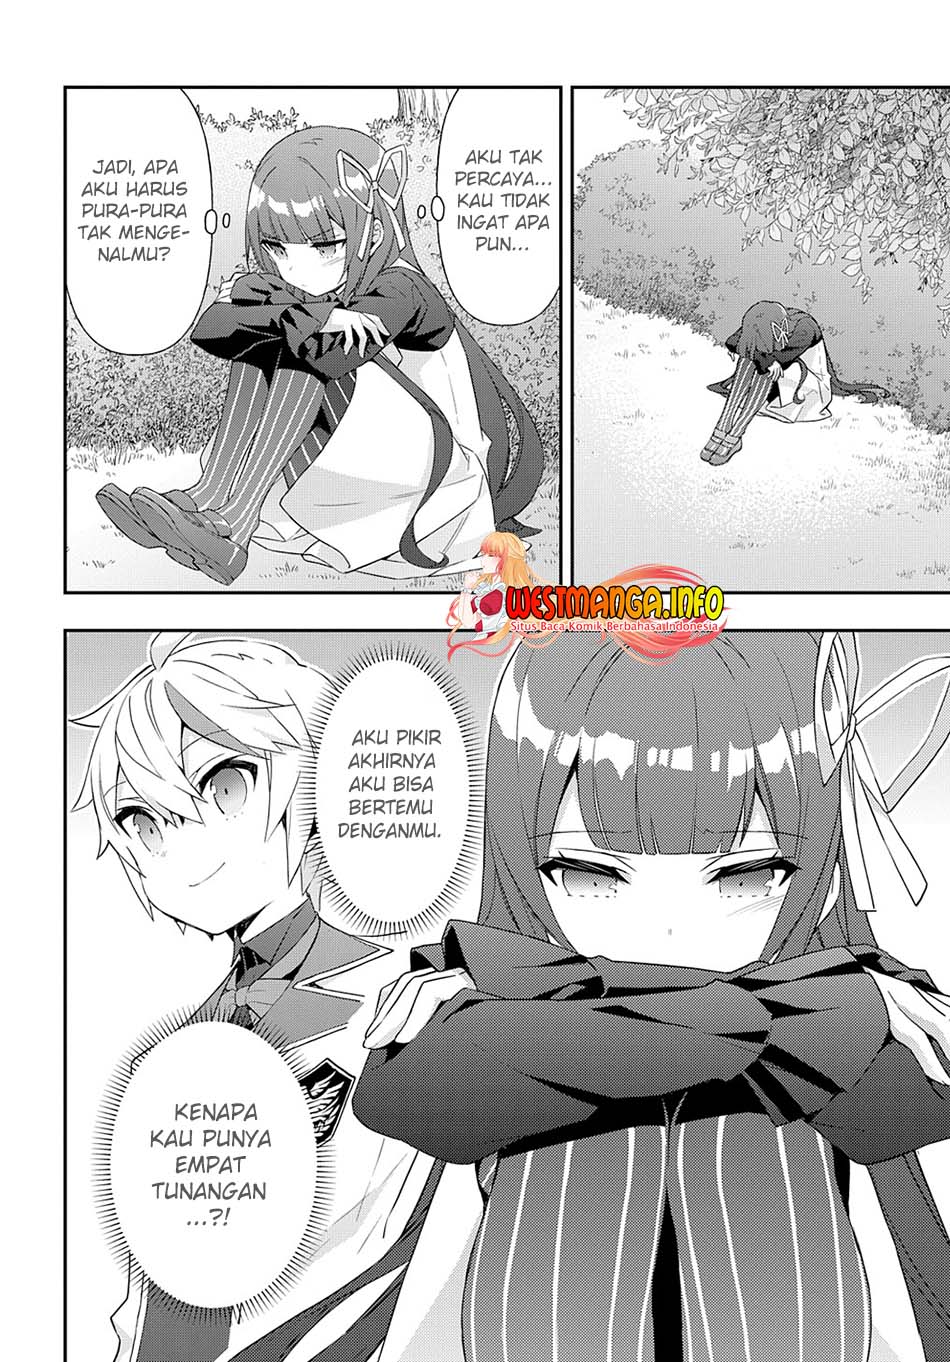 AKU TAK
PERCAYA...
KAU TIDAK
INGAT APA
PUN...
JADI, APA
AKU HARUS
PURA-PURA
TAK MENGE-
NALMU?
WESTMANGA.INFO
Situs Baca Komik Berbahasa Indonesia
AKU PIKIR
AKHIRNYA
AKU BISA
BERTEMU
DENGANMU.
KENAPA
KAU PUNYA
EMPAT
TUNANGAN
...?!